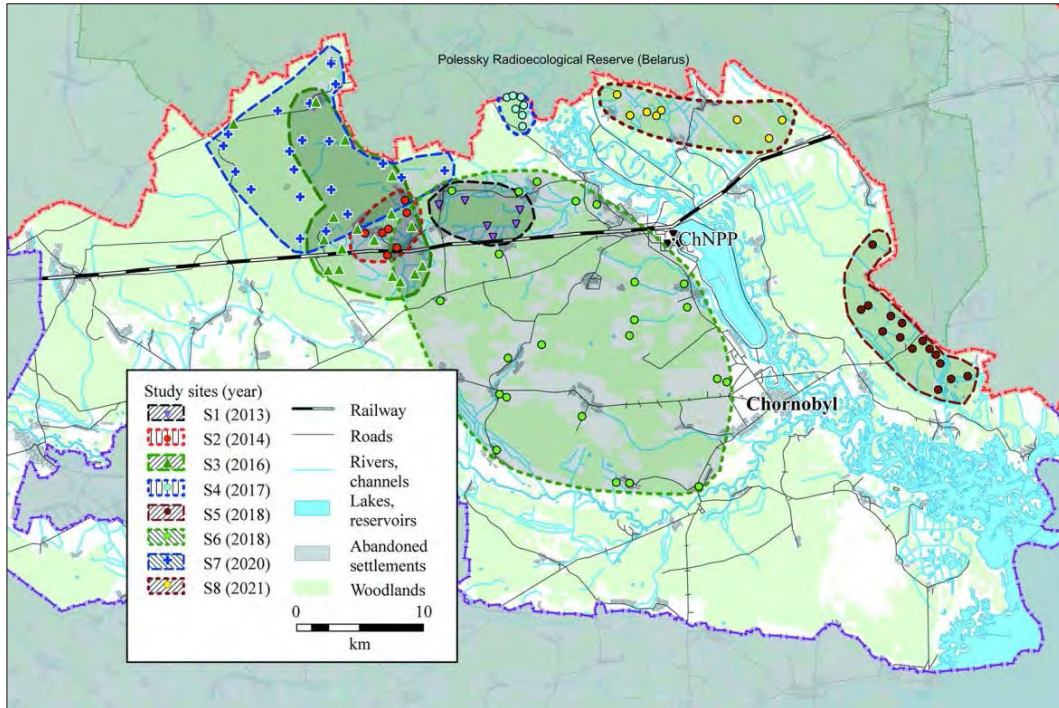 Polessky Radioecological Reserve (Belarus)
ChNPP
Chornobyl
Study sites (year)
S1 (2013)
S2 (2014)
S3 (2016)
S4 (2017)
S5 (2018)
S6 (2018)
S7 (2020)
S8 (2021)
Railway
Roads
Rivers,
channels
Lakes,
reservoirs
Abandoned
settlements
Woodlands
0 10
km